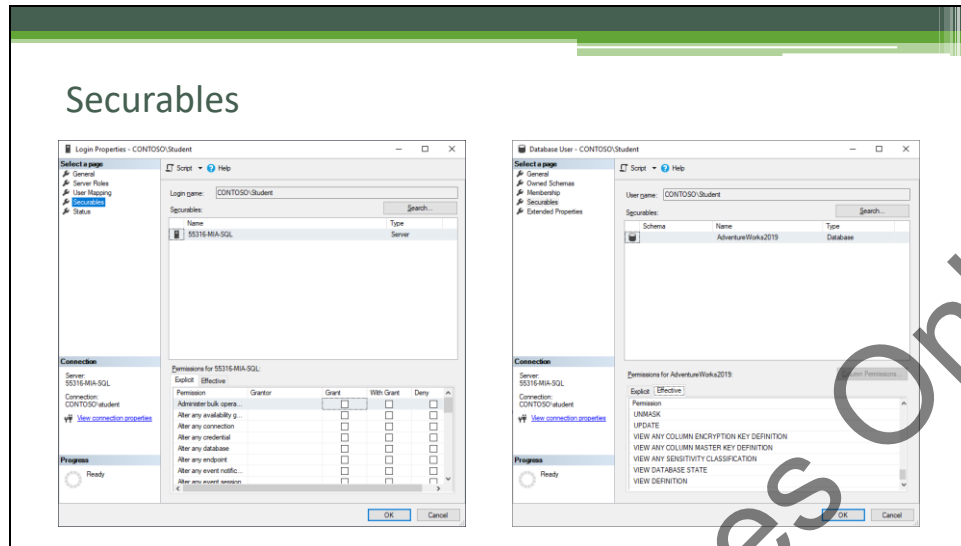 Securables
Login Properties - CONTOSO\Student
Select a page
General
Server Roles
User Mapping
Securables
Status
Script
Help
Login name: CONTOSO\Student
Securables: Search...
Name Type
55316-MIA-SQL Server
Connection
Server:
55316-MIA-SQL
Connection:
CONTOSO\student
View connection properties
Progress
Ready
Permissions for 55316-MIA-SQL:
Explicit Effective
Permission Grantor Grant With Grant Deny
Administer bulk opera...
Alter any availability g...
Alter any connection
Alter any credential
Alter any database
Alter any endpoint
Alter any event notific...
Alter any event session
OK Cancel
Database User - CONTOSO\Student
Select a page
General
Owned Schemas
Membership
Securables
Extended Properties
Script
Help
User name: CONTOSO\Student
Securables: Search...
Schema Name Type
AdventureWorks2019 Database
Connection
Server:
55316-MIA-SQL
Connection:
CONTOSO\student
View connection properties
Progress
Ready
Permissions for AdventureWorks2019: Column Permissions...
Explicit Effective
Permission
UNMASK
UPDATE
VIEW ANY COLUMN ENCRYPTION KEY DEFINITION
VIEW ANY COLUMN MASTER KEY DEFINITION
VIEW ANY SENSITIVITY CLASSIFICATION
VIEW DATABASE STATE
VIEW DEFINITION
OK Cancel